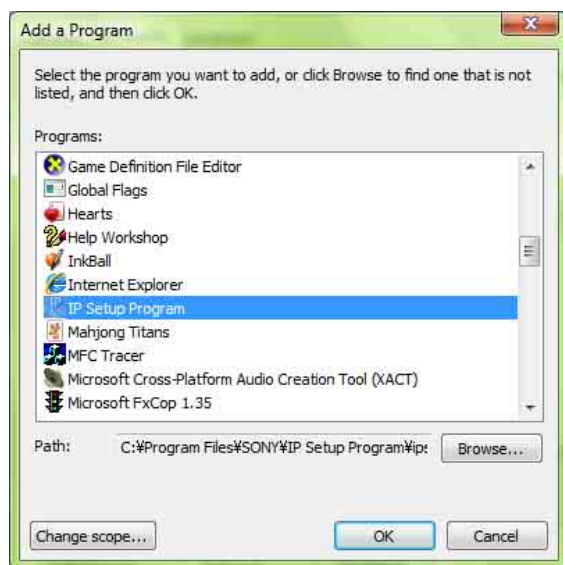 Add a Program
Select the program you want to add, or click Browse to find one that is not
listed, and then click OK.
Programs:
Game Definition File Editor
Global Flags
Hearts
Help Workshop
InkBall
Internet Explorer
IP Setup Program
Mahjong Titans
MFC Tracer
Microsoft Cross-Platform Audio Creation Tool (XACT)
Microsoft FxCop 1.35
Path: C:¥Program Files¥SONY¥IP Setup Program¥ips Browse...
Change scope... OK Cancel